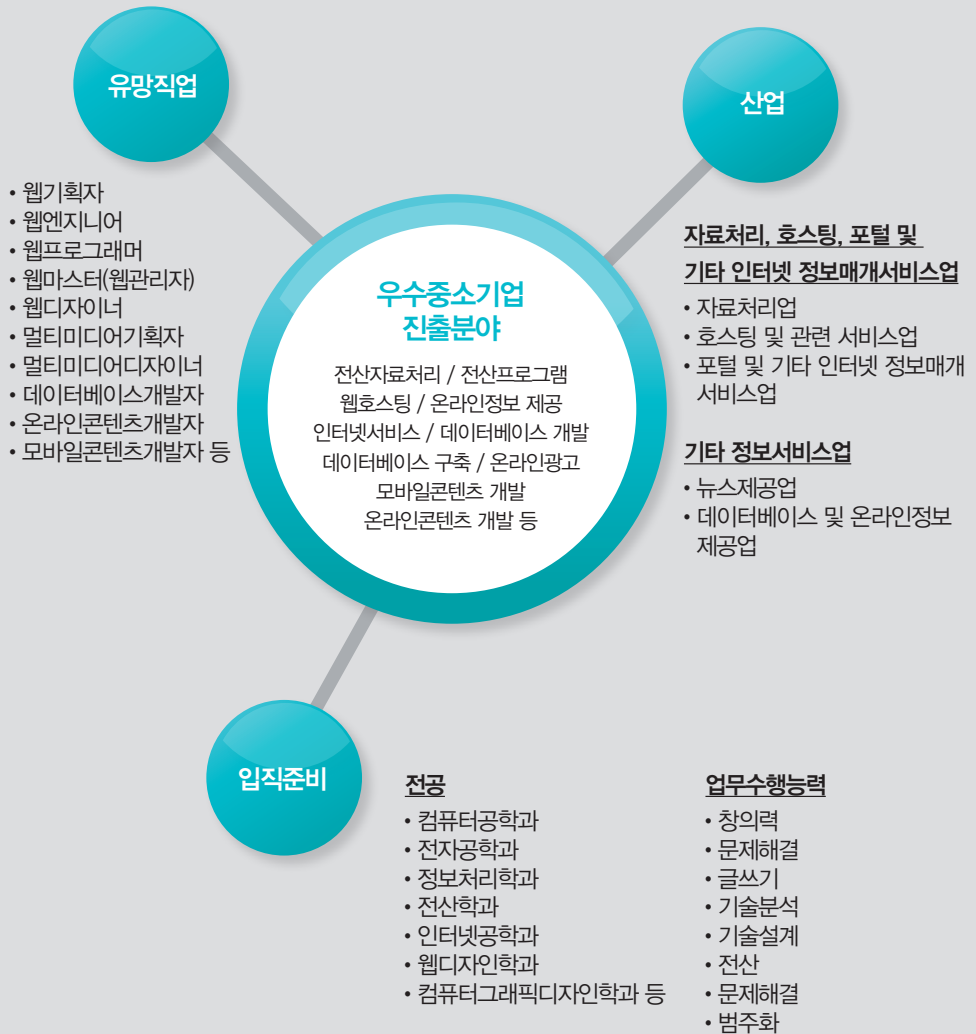 유망직업
• 웹기획자
• 웹엔지니어
• 웹프로그래머
• 웹마스터(웹관리자)
• 웹디자이너
• 멀티미디어기획자
• 멀티미디어디자이너
• 데이터베이스개발자
• 온라인콘텐츠개발자
• 모바일콘텐츠개발자 등
우수중소기업
진출분야
전산자료처리 / 전산프로그램
웹호스팅 / 온라인정보 제공
인터넷서비스 / 데이터베이스 개발
데이터베이스 구축 / 온라인광고
모바일콘텐츠 개발
온라인콘텐츠 개발 등
산업
자료처리, 호스팅, 포털 및
기타 인터넷 정보매개서비스업
• 자료처리업
• 호스팅 및 관련 서비스업
• 포털 및 기타 인터넷 정보매개
서비스업
기타 정보서비스업
• 뉴스제공업
• 데이터베이스 및 온라인정보
제공업
입직준비
전공
• 컴퓨터공학과
• 전자공학과
• 정보처리학과
• 전산학과
• 인터넷공학과
• 웹디자인학과
• 컴퓨터그래픽디자인학과 등
업무수행능력
• 창의력
• 문제해결
• 글쓰기
• 기술분석
• 기술설계
• 전산
• 문제해결
• 범주화